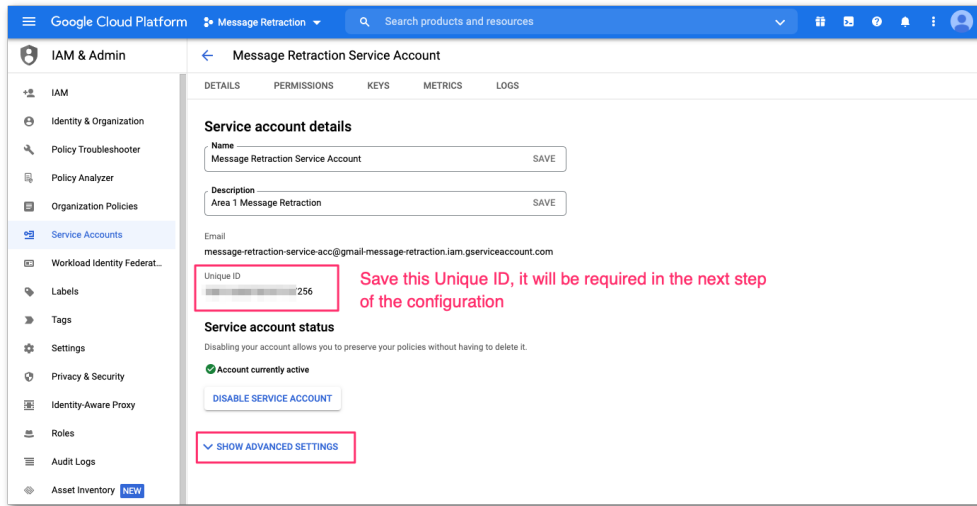 Google Cloud Platform
Message Retraction
Search products and resources
IAM & Admin
Message Retraction Service Account
IAM
Identity & Organization
Policy Troubleshooter
Policy Analyzer
Organization Policies
Service Accounts
Workload Identity Federat...
Labels
Tags
Settings
Privacy & Security
Identity-Aware Proxy
Roles
Audit Logs
Asset Inventory NEW
DETAILS PERMISSIONS KEYS METRICS LOGS
Service account details
Name
Message Retraction Service Account SAVE
Description
Area 1 Message Retraction SAVE
Email
message-retraction-service-acc@gmail-message-retraction.iam.gserviceaccount.com
Unique ID
256
Save this Unique ID, it will be required in the next step
of the configuration
Service account status
Disabling your account allows you to preserve your policies without having to delete it.
Account currently active
DISABLE SERVICE ACCOUNT
SHOW ADVANCED SETTINGS